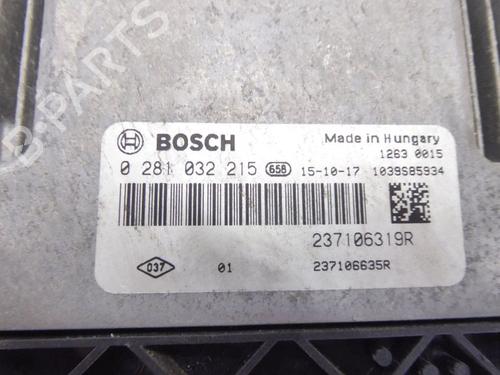 B-PARTS
BOSCH
Made in Hungary
1263 0015
0 281 032 215 658 15-10-17 1039S85934
237106319R
037 01 237106635R